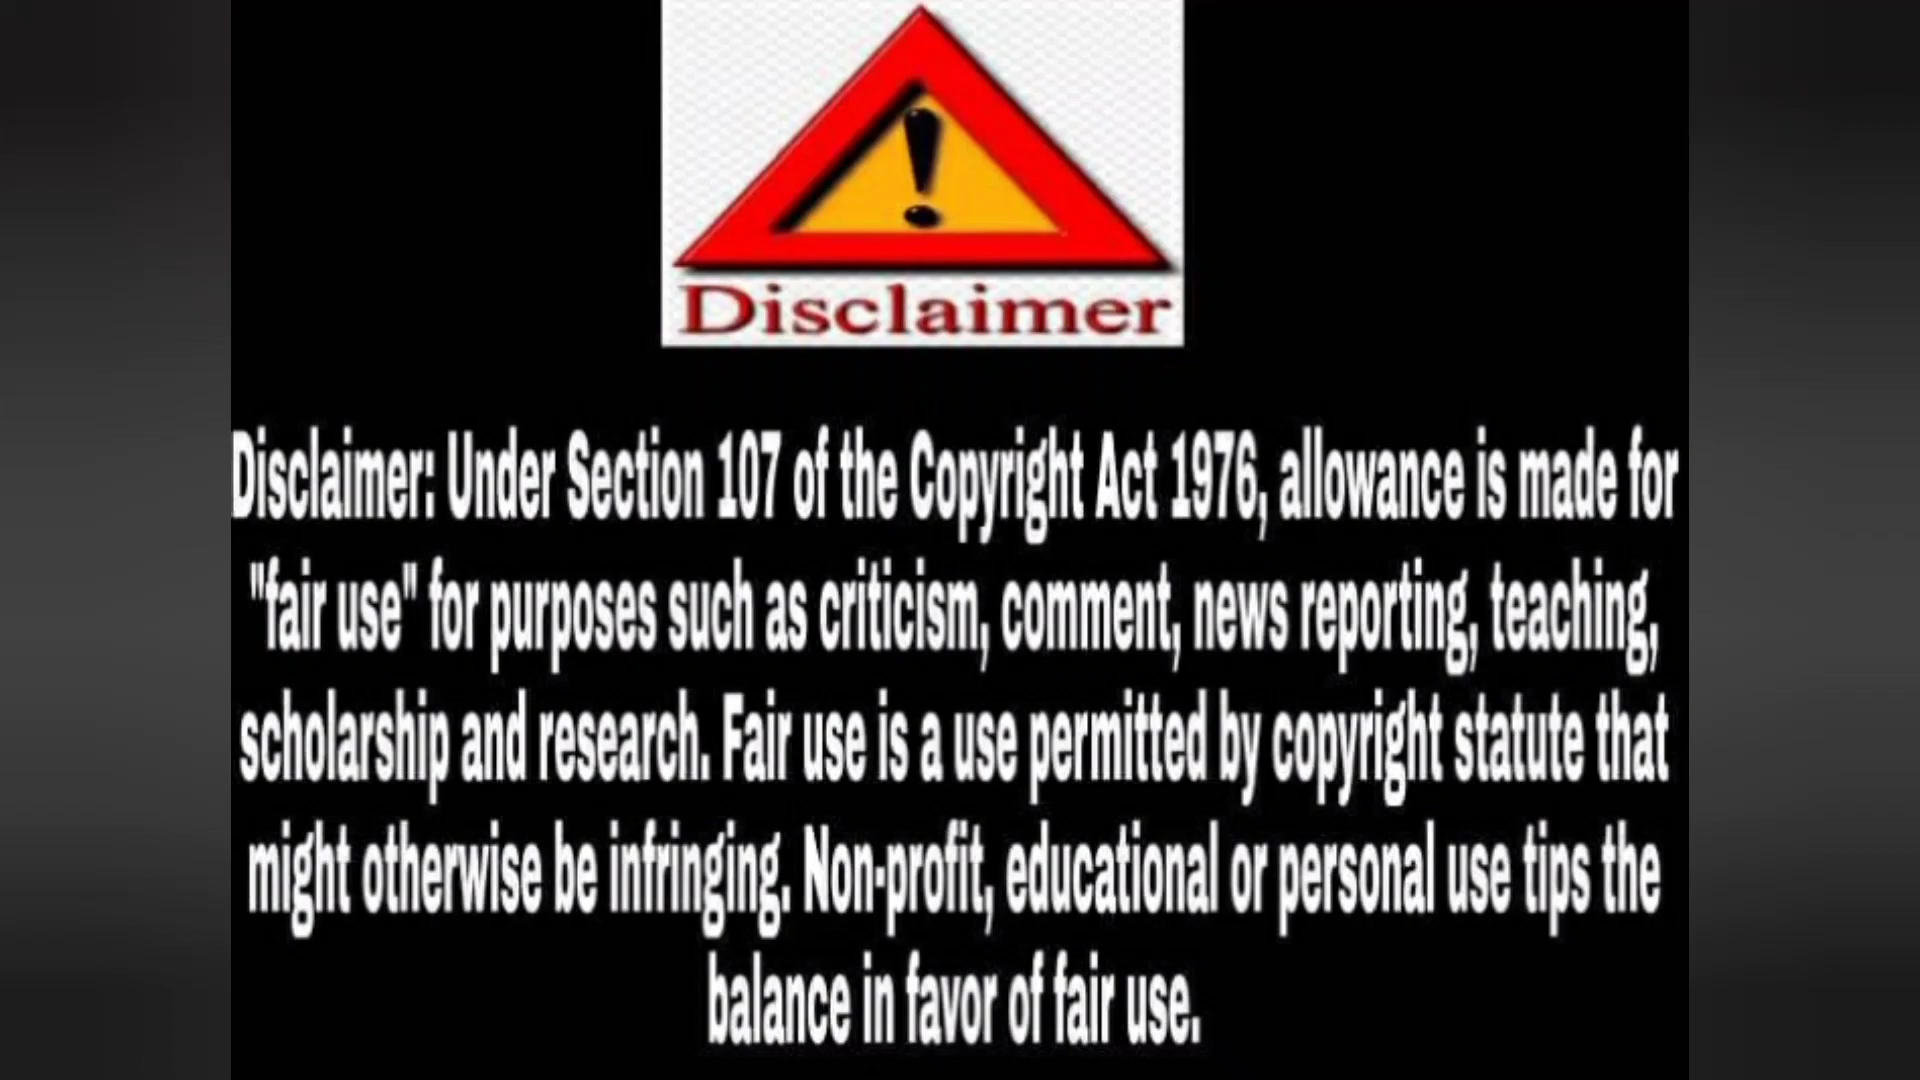 Disclaimer
Disclaimer: Under Section 107 of the Copyright Act 1976, allowance is made for
"fair use" for purposes such as criticism, comment, news reporting, teaching,
scholarship and research. Fair use is a use permitted by copyright statute that
might otherwise be infringing. Non-profit, educational or personal use tips the
balance in favor of fair use.